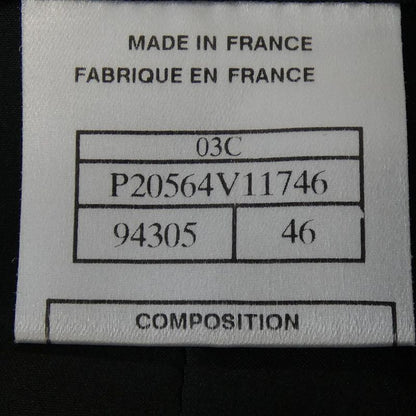 MADE IN FRANCE
FABRIQUE EN FRANCE
03C
P20564V11746
94305 46
COMPOSITION